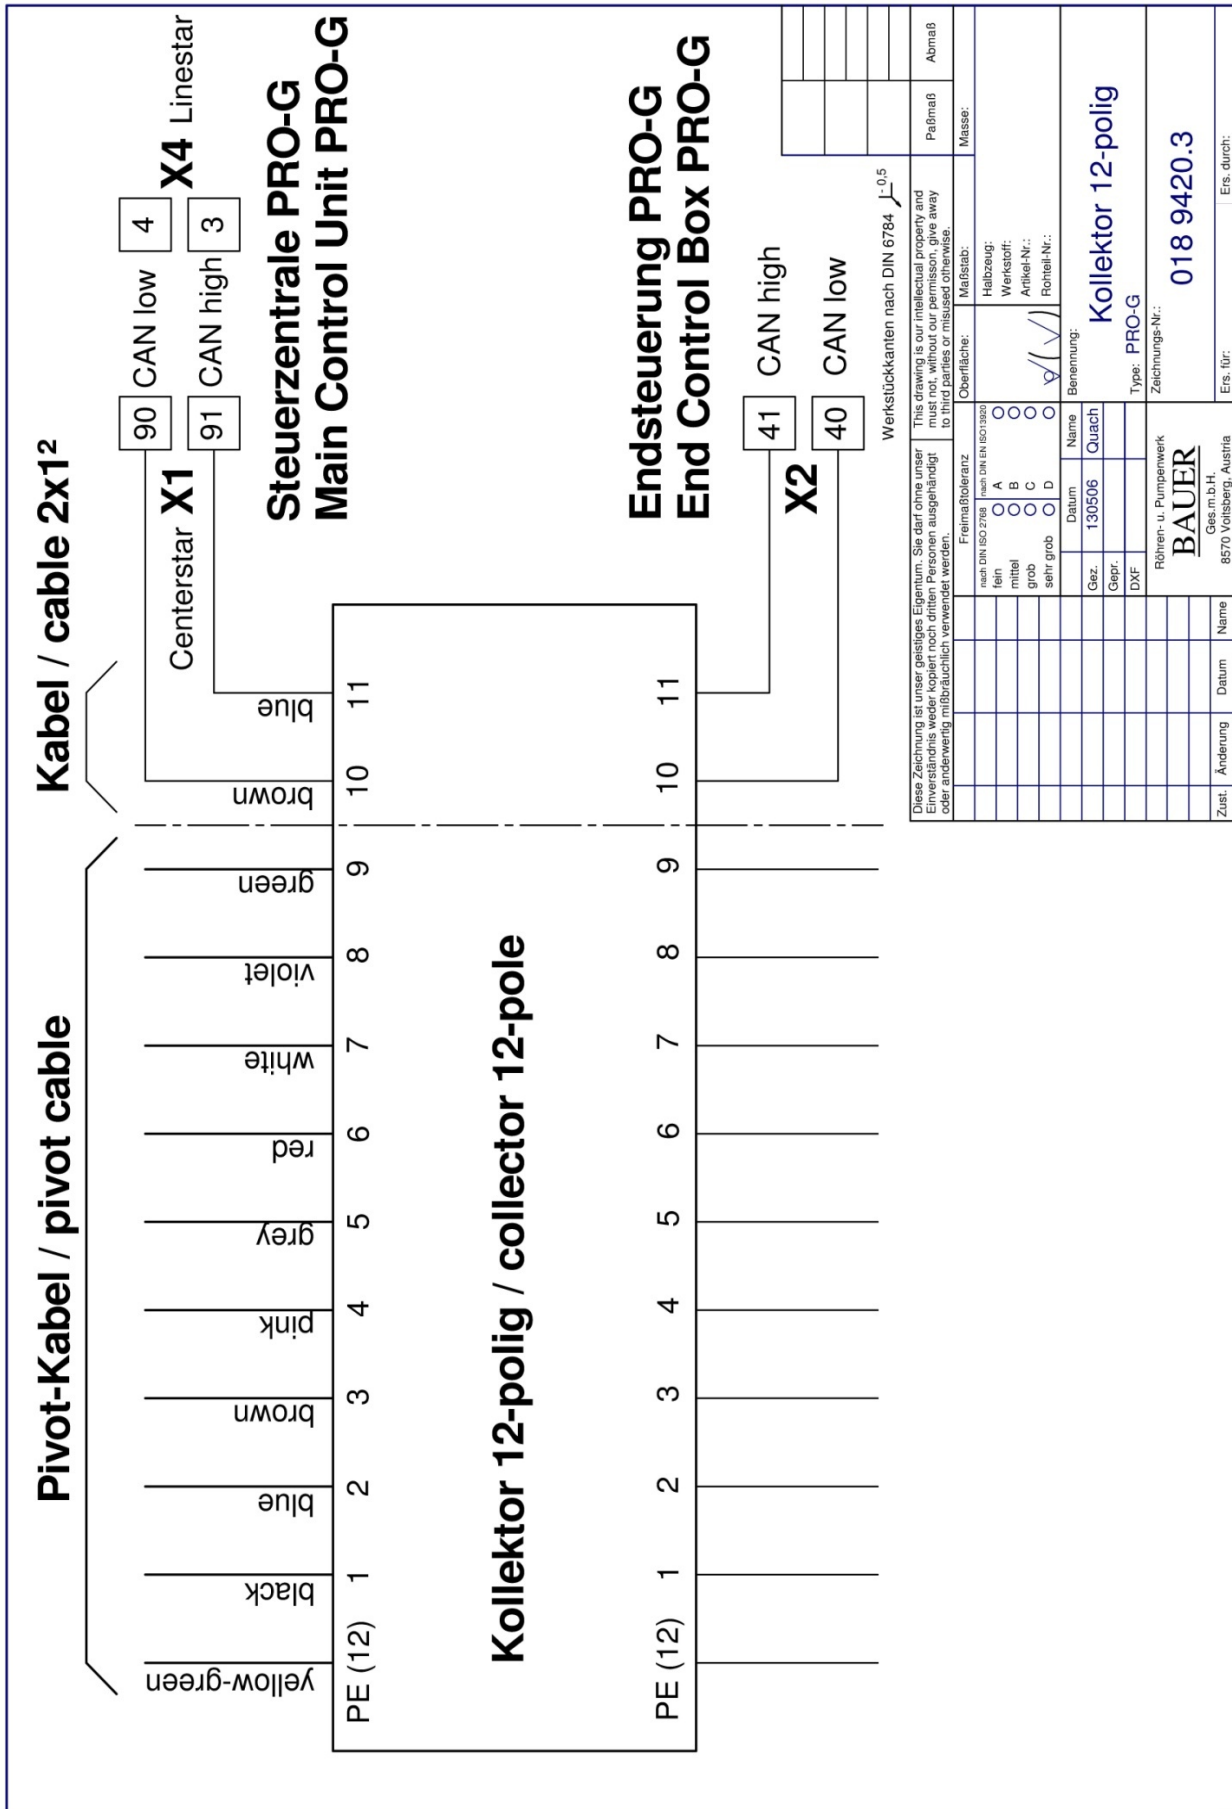 Pivot-Kabel / pivot cable
Kabel / cable 2x1²
yellow-green
black
blue
brown
pink
grey
red
white
violet
green
brown
blue
PE (12) 1 2 3 4 5 6 7 8 9 10 11
Kollektor 12-polig / collector 12-pole
PE (12) 1 2 3 4 5 6 7 8 9 10 11
Centerstar X1
90 CAN low 4
91 CAN high 3
X4 Linestar
Steuerzentrale PRO-G
Main Control Unit PRO-G
Endsteuerung PRO-G
End Control Box PRO-G
X2
41 CAN high
40 CAN low
Werkstückkanten nach DIN 6784 -0,5
Paßmaß Abmaß
Diese Zeichnung ist unser geistiges Eigentum. Sie darf ohne unser
Einverständnis weder kopiert noch dritten Personen ausgehändigt
oder anderwertig mißbräuchlich verwendet werden.
This drawing is our intellectual property and
must not, without our permisson, give away
to third parties or misused otherwise.
Freimaßtoleranz
nach DIN ISO 2768 nach DIN EN ISO13920
fein A
mittel B
grob C
sehr grob D
Oberfläche:
Maßstab:
Masse:
Halbzeug:
Werkstoff:
Artikel-Nr.:
Rohteil-Nr.:
Datum Name
Gez. 130506 Quach
Gepr.
DXF
Benennung:
Kollektor 12-polig
Type: PRO-G
Röhren- u. Pumpenwerk
BAUER
Ges.m.b.H.
8570 Voitsberg, Austria
Zeichnungs-Nr.:
018 9420.3
Zust. Änderung Datum Name
Ers. für:
Ers. durch: